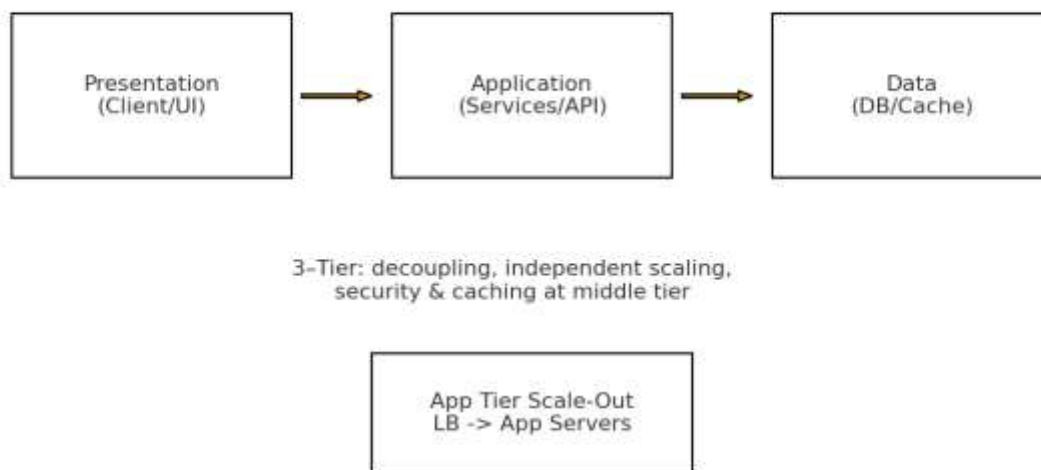 Presentation
(Client/UI)
Application
(Services/API)
Data
(DB/Cache)
3–Tier: decoupling, independent scaling,
security & caching at middle tier
App Tier Scale-Out
LB -> App Servers